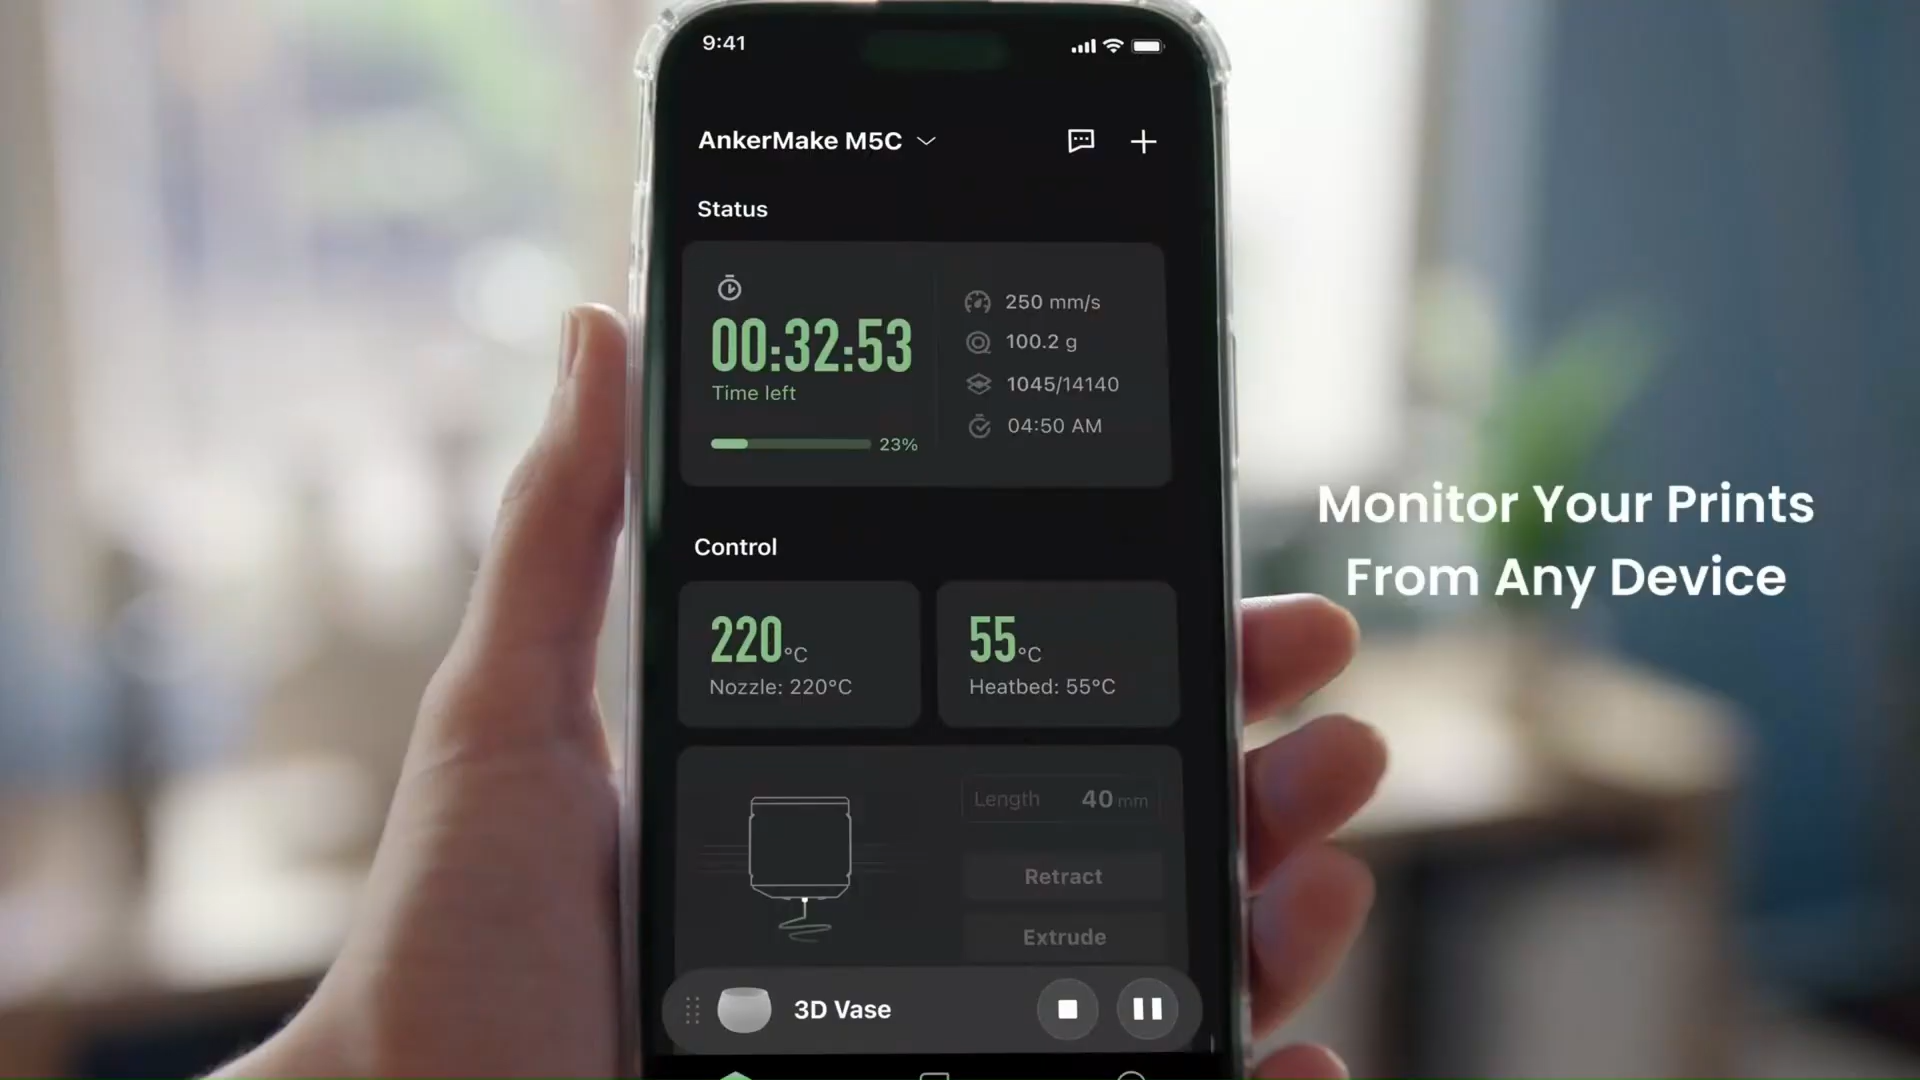 9:41
AnkerMake M5C
Status
00:32:53
Time left
23%
250 mm/s
100.2 g
1045/14140
04:50 AM
Monitor Your Prints
From Any Device
Control
220°C
Nozzle: 220°C
55°C
Heatbed: 55°C
Length 40 mm
Retract
Extrude
3D Vase